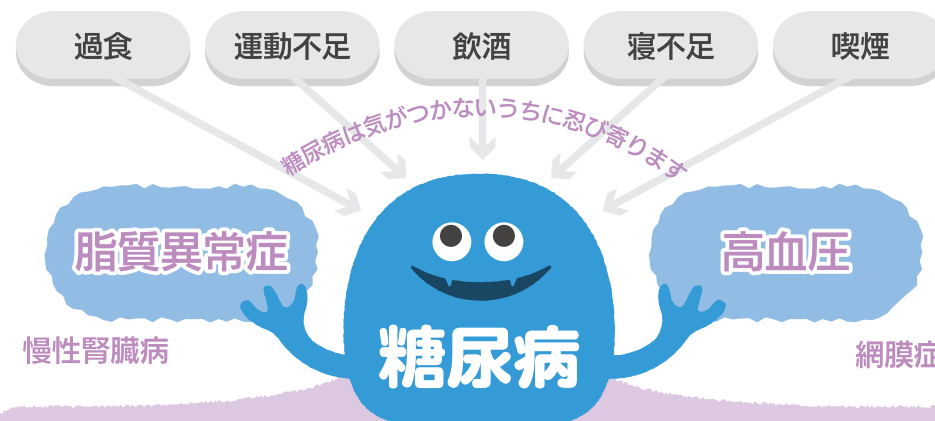 過食
運動不足
飲酒
寝不足
喫煙
糖尿病は気がつかないうちに忍び寄ります
脂質異常症
高血圧
糖尿病
慢性腎臓病
網膜症